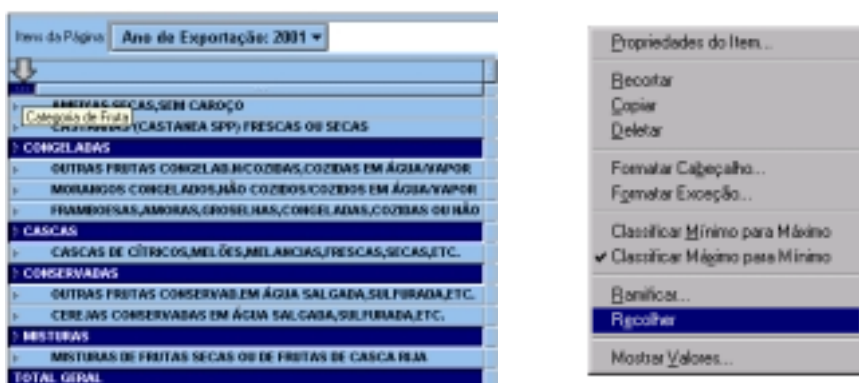 Itens da Página Ano de Exportação: 2001
AMEIXAS SECAS,SEM CAROÇO
Categoria de Fruta
CASTANHAS (CASTANEA SPP) FRESCAS OU SECAS
CONGELADAS
OUTRAS FRUTAS CONGELAD.N/COZIDAS,COZIDAS EM ÁGUA/VAPOR
MORANGOS CONGELADOS,NÃO COZIDOS/COZIDOS EM ÁGUA/VAPOR
FRAMBOESAS,AMORAS,GROSELHAS,CONGELADAS,COZIDAS OU NÃO
CASCAS
CASCAS DE CÍTRICOS,MELÕES,MELANCIAS,FRESCAS,SECAS,ETC.
CONSERVADAS
OUTRAS FRUTAS CONSERVAD.EM ÁGUA SALGADA,SULFURADA,ETC.
CEREJAS CONSERVADAS EM ÁGUA SALGADA,SULFURADA,ETC.
MISTURAS
MISTURAS DE FRUTAS SECAS OU DE FRUTAS DE CASCA RIJA
TOTAL GERAL
Propriedades do Item...
Recortar
Copiar
Deletar
Formatar Cabeçalho...
Formatar Exceção...
Classificar Mínimo para Máximo
Classificar Máximo para Mínimo
Ramificar...
Recolher
Mostrar Valores...